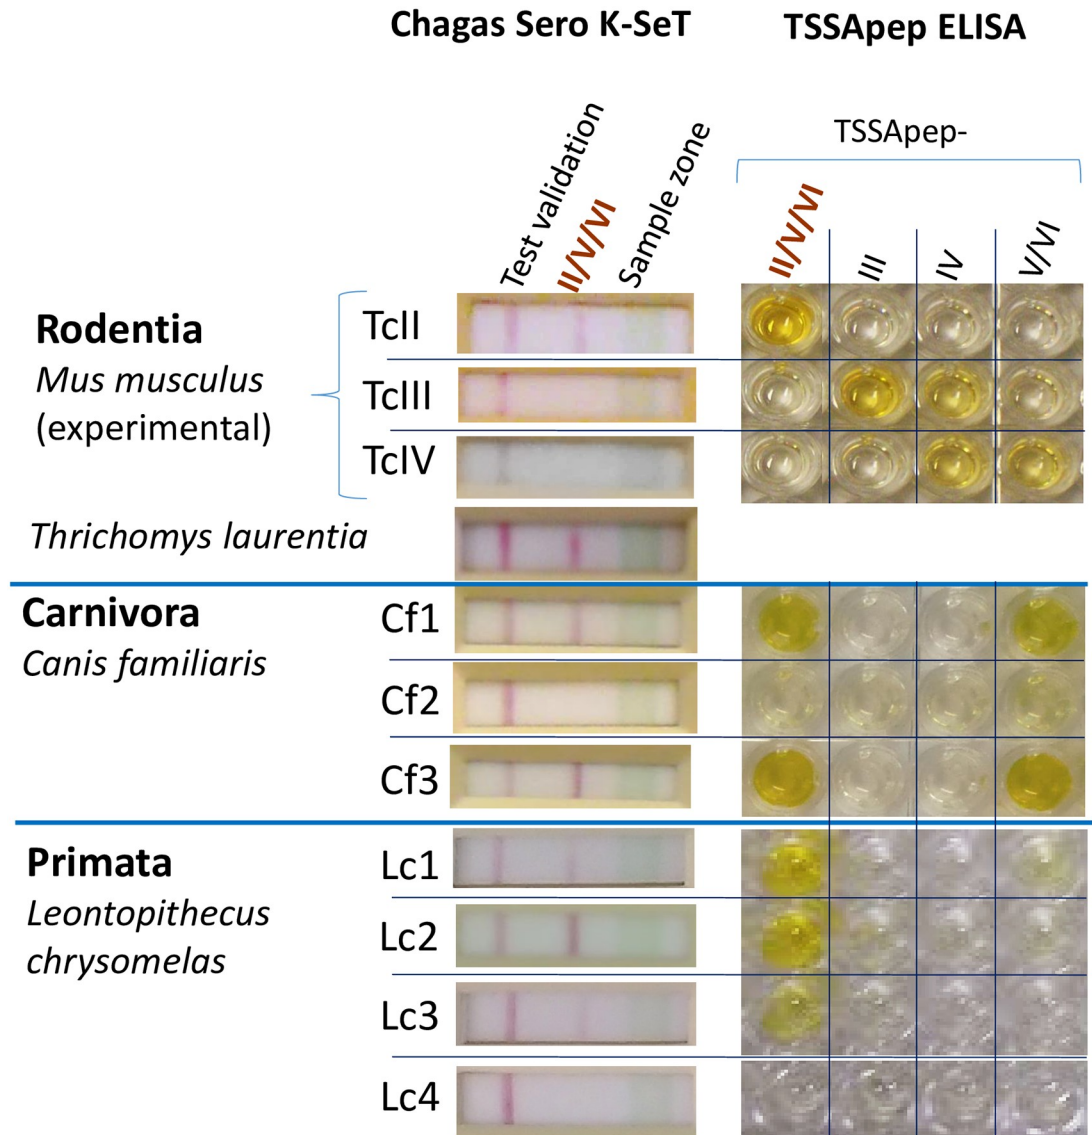 Chagas Sero K-SeT
TSSApep ELISA
TSSApep-
Test validation
II/V/VI
Sample zone
II/V/VI
III
IV
V/VI
Rodentia
Mus musculus
(experimental)
TcII
TcIII
TcIV
Thrichomys laurentia
Carnivora
Canis familiaris
Cf1
Cf2
Cf3
Primata
Leontopithecus
chrysomelas
Lc1
Lc2
Lc3
Lc4